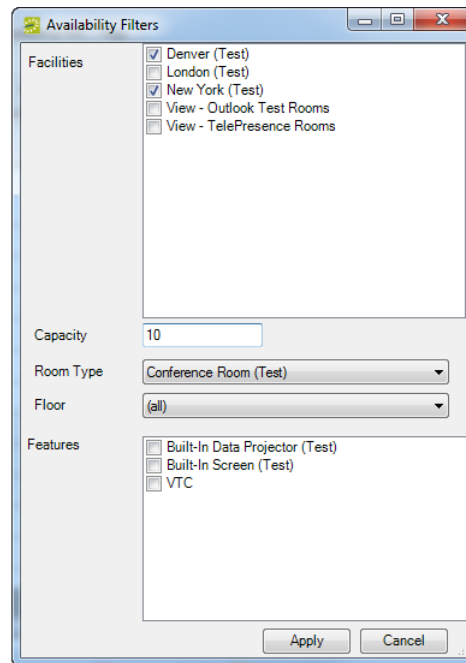 Availability Filters
Facilities
Denver (Test)
London (Test)
New York (Test)
View - Outlook Test Rooms
View - TelePresence Rooms
Capacity
10
Room Type
Conference Room (Test)
Floor
(all)
Features
Built-In Data Projector (Test)
Built-In Screen (Test)
VTC
Apply
Cancel